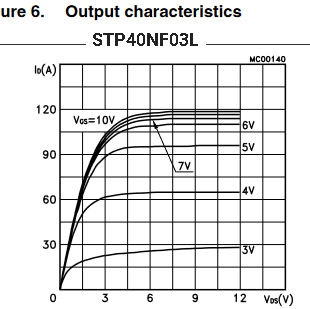 ure 6. Output characteristics
STP40NF03L
MC00140
ID(A)
120
VGS=10V
6V
5V
90
7V
4V
60
30
3V
0 3 6 9 12 VDS(V)